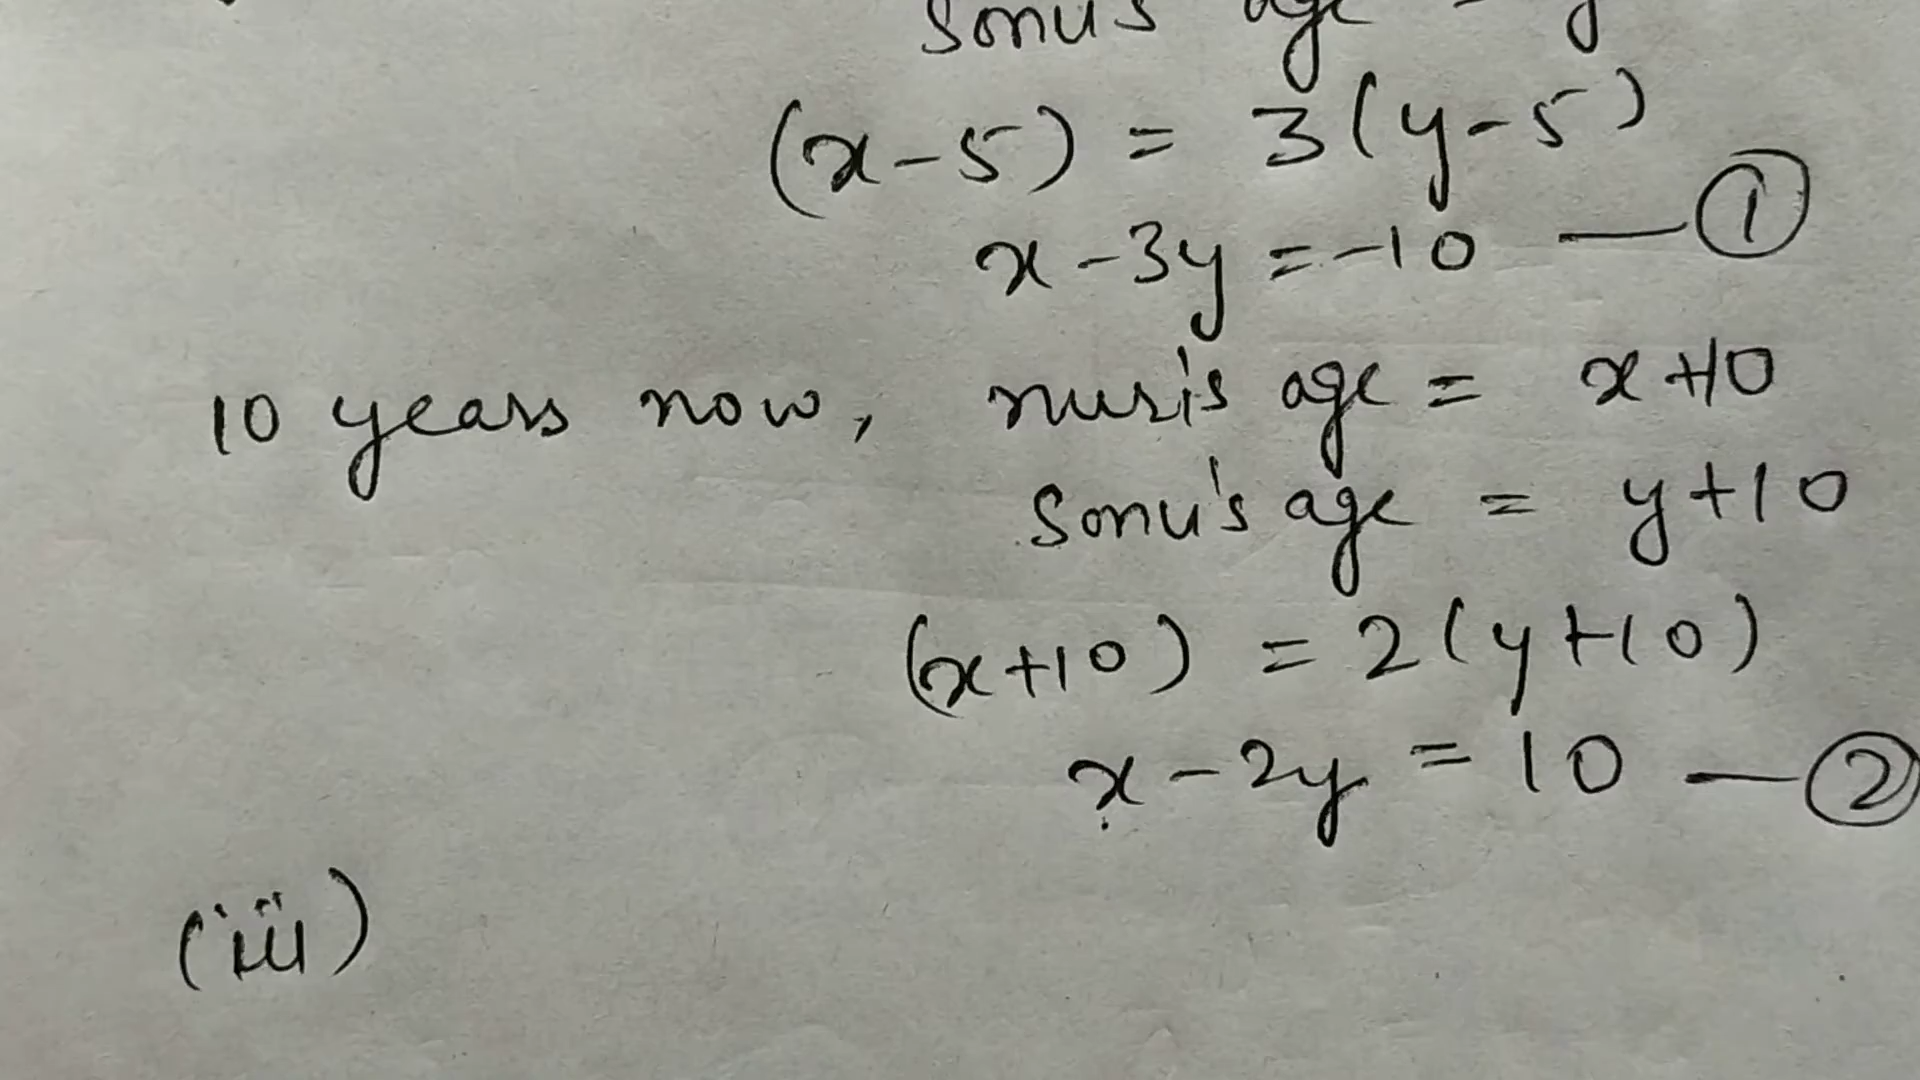 Sonu's age = y
(x-5) = 3(y-5)
x-3y = -10 — ①
10 years now, nuri's age = x+10
Sonu's age = y+10
(x+10) = 2(y+10)
x-2y = 10 — ②
(iii)